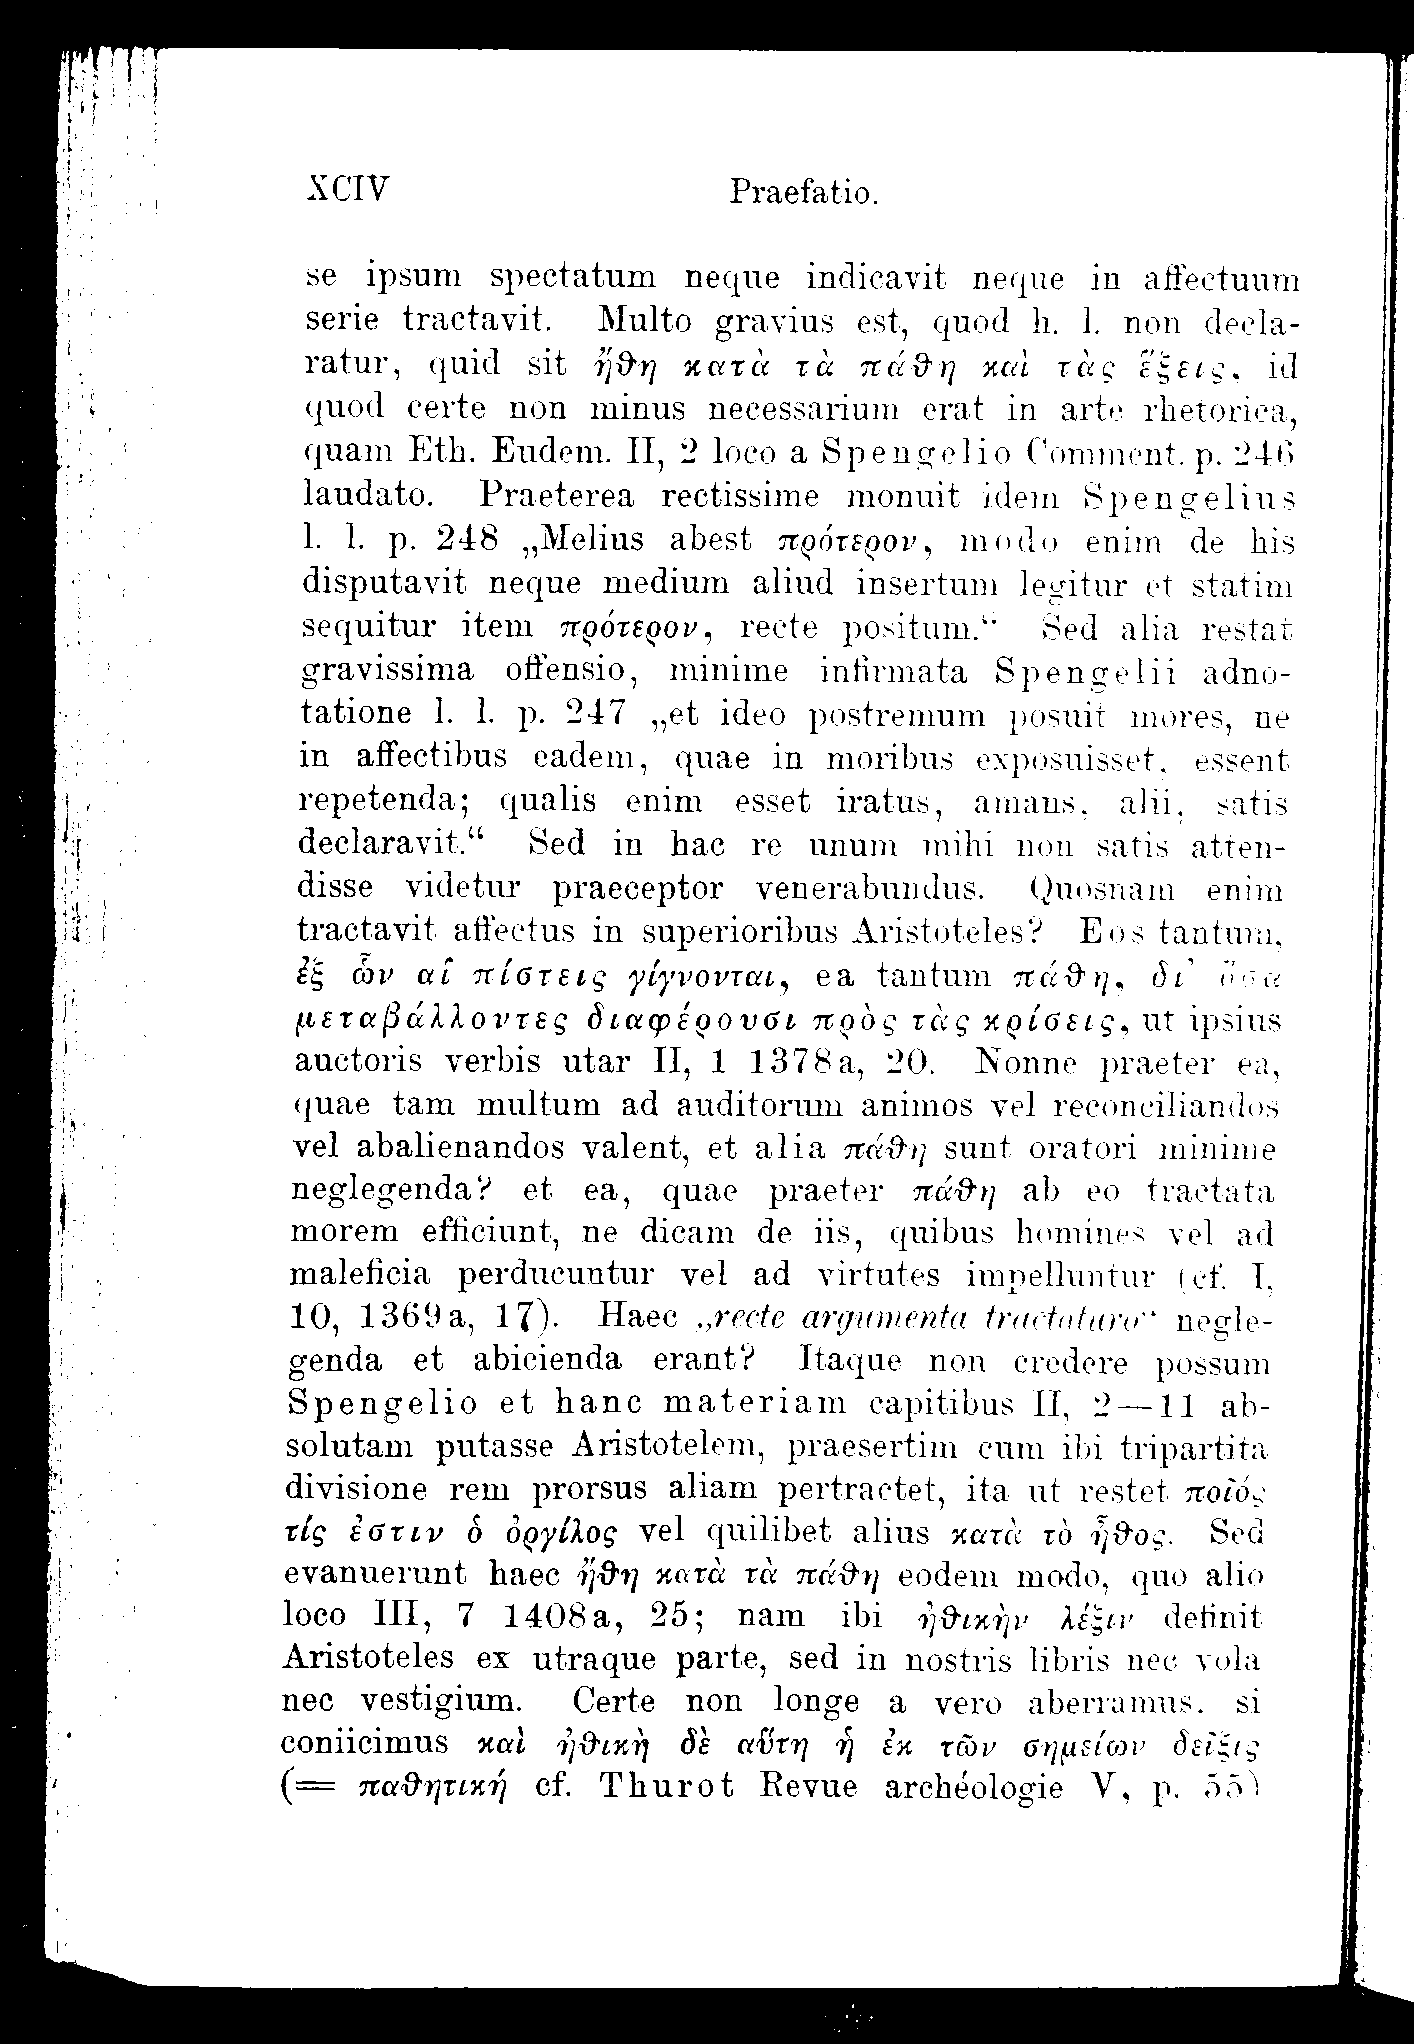 XCIV Praefatio.
se ipsum spectatum neque indicavit neque in affectuum
serie tractavit. Multo gravius est, quod h. l. non decla-
ratur, quid sit ἤθη κατὰ τὰ πάθη καὶ τὰς ἕξεις, id
quod certe non minus necessarium erat in arte rhetorica,
quam Eth. Eudem. II, 2 loco a Spengelio Comment. p. 246
laudato. Praeterea rectissime monuit idem Spengelius
l. l. p. 248 „Melius abest πρότερον, modo enim de his
disputavit neque medium aliud insertum legitur et statim
sequitur item πρότερον, recte positum.“ Sed alia restat
gravissima offensio, minime infirmata Spengelii adno-
tatione l. l. p. 247 „et ideo postremum posuit mores, ne
in affectibus eadem, quae in moribus exposuisset, essent
repetenda; qualis enim esset iratus, amans, alii, satis
declaravit.“ Sed in hac re unum mihi non satis atten-
disse videtur praeceptor venerabundus. Quosnam enim
tractavit affectus in superioribus Aristoteles? Eos tantum,
ἐξ ὧν αἱ πίστεις γίγνονται, ea tantum πάθη, δι᾽ ὅσα
μεταβάλλοντες διαφέρουσι πρὸς τὰς κρίσεις, ut ipsius
auctoris verbis utar II, 1 1378a, 20. Nonne praeter ea,
quae tam multum ad auditorum animos vel reconciliandos
vel abalienandos valent, et alia πάθη sunt oratori minime
neglegenda? et ea, quae praeter πάθη ab eo tractata
morem efficiunt, ne dicam de iis, quibus homines vel ad
maleficia perducuntur vel ad virtutes impelluntur (cf. I,
10, 1369a, 17). Haec „recte argumenta tractaturo“ negle-
genda et abicienda erant? Itaque non credere possum
Spengelio et hanc materiam capitibus II, 2—11 ab-
solutam putasse Aristotelem, praesertim cum ibi tripartita
divisione rem prorsus aliam pertractet, ita ut restet ποῖός
τίς ἐστιν ὁ ὀργίλος vel quilibet alius κατὰ τὸ ἦθος. Sed
evanuerunt haec ἤθη κατὰ τὰ πάθη eodem modo, quo alio
loco III, 7 1408a, 25; nam ibi ἠθικὴν λέξιν definit
Aristoteles ex utraque parte, sed in nostris libris nec vola
nec vestigium. Certe non longe a vero aberramus, si
coniicimus καὶ ἠθικὴ δὲ αὕτη ἡ ἐκ τῶν σημείων δεῖξις
(= παθητική cf. Thurot Revue archéologie V, p. 55)